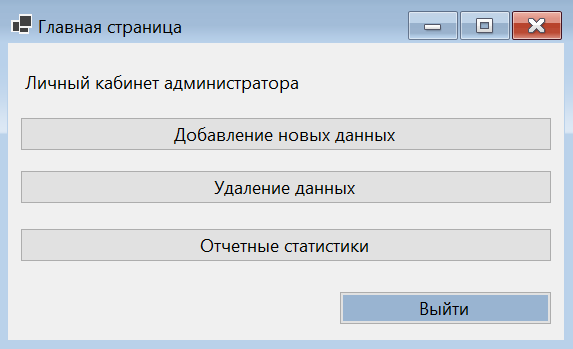 Главная страница
Личный кабинет администратора
Добавление новых данных
Удаление данных
Отчетные статистики
Выйти